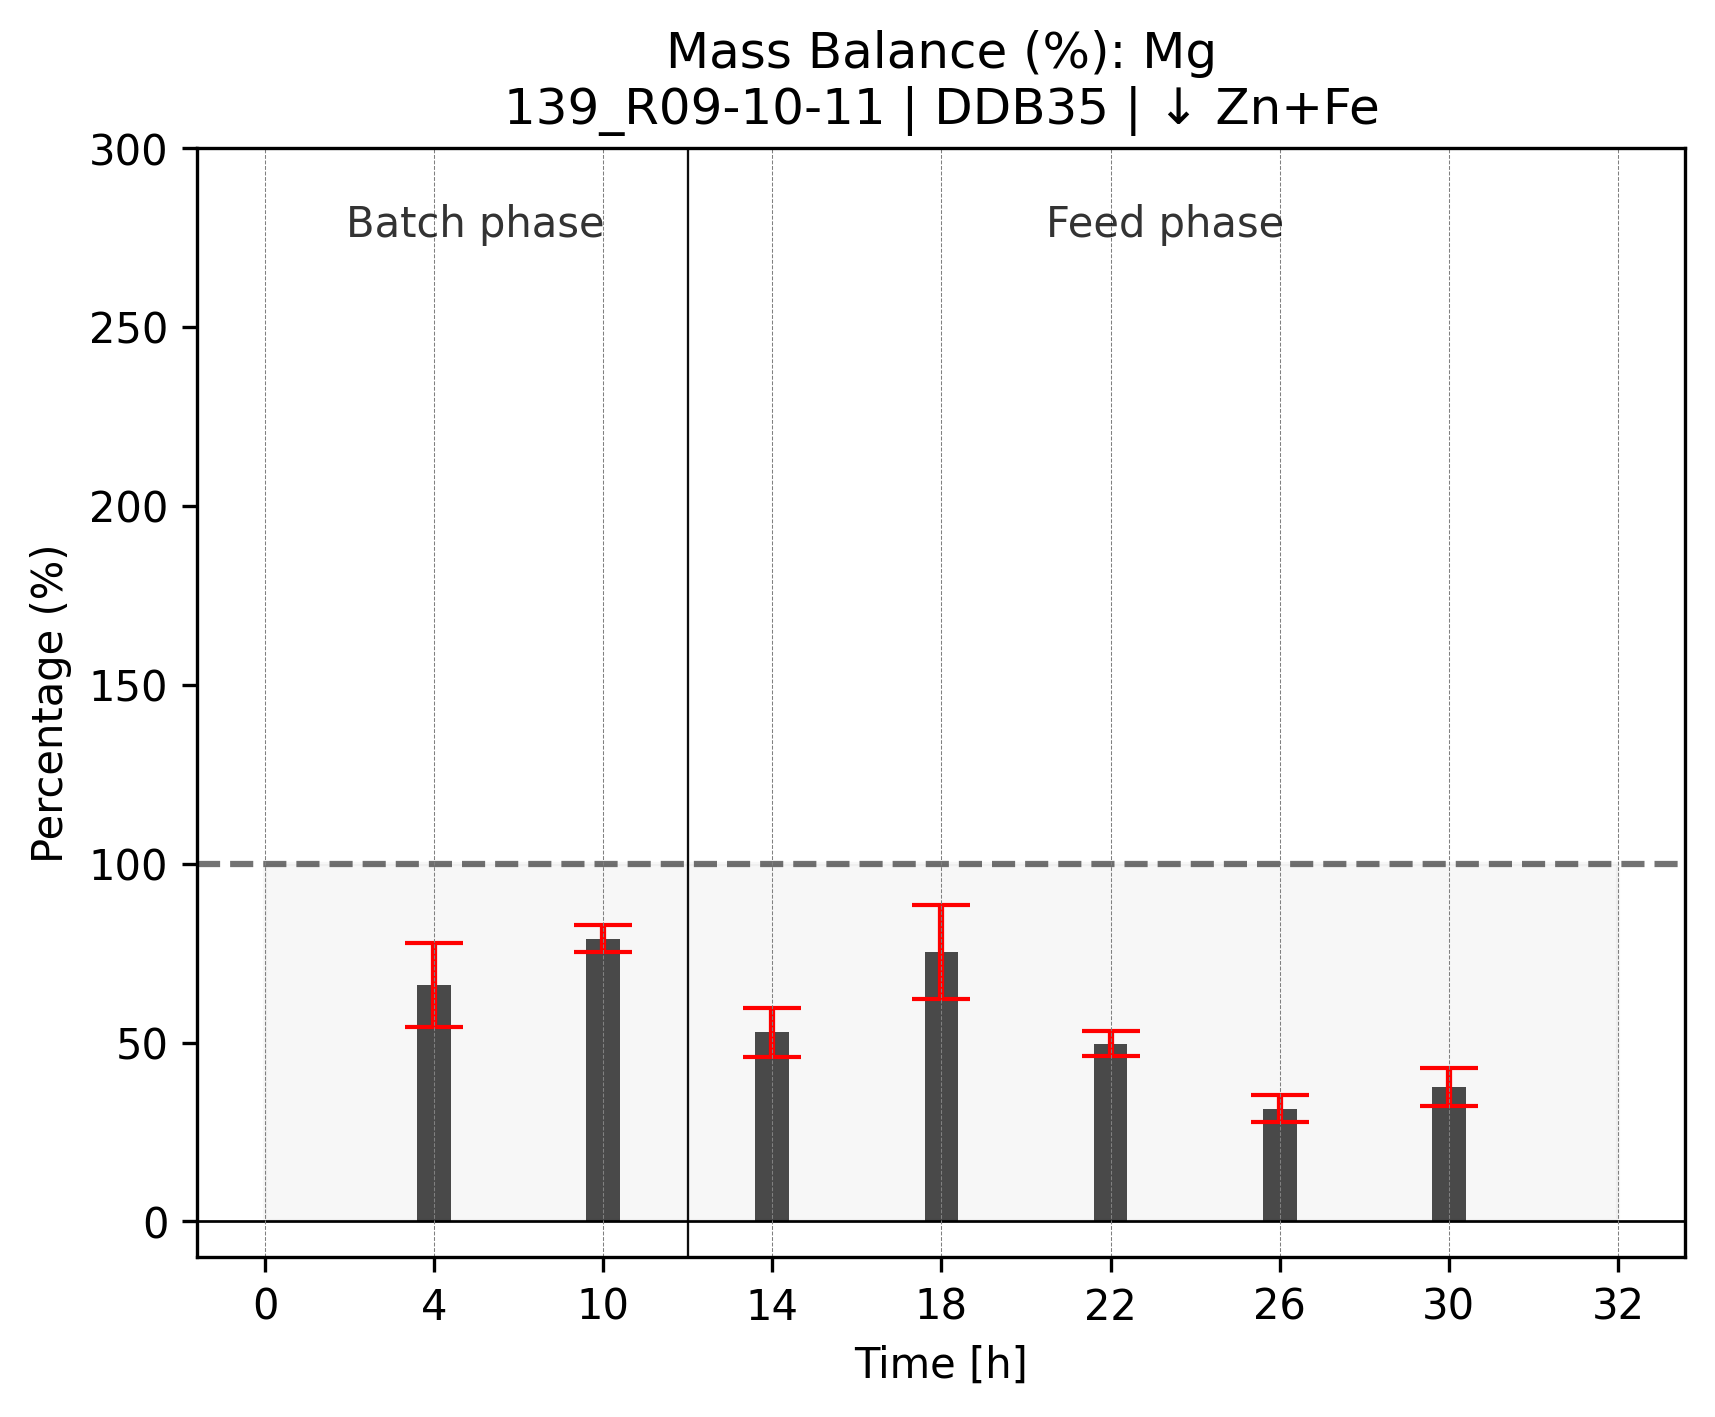 Mass Balance (%): Mg
139_R09-10-11 | DDB35 | ↓ Zn+Fe
300
250
200
150
100
50
0
Percentage (%)
Batch phase
Feed phase
0 4 10 14 18 22 26 30 32
Time [h]